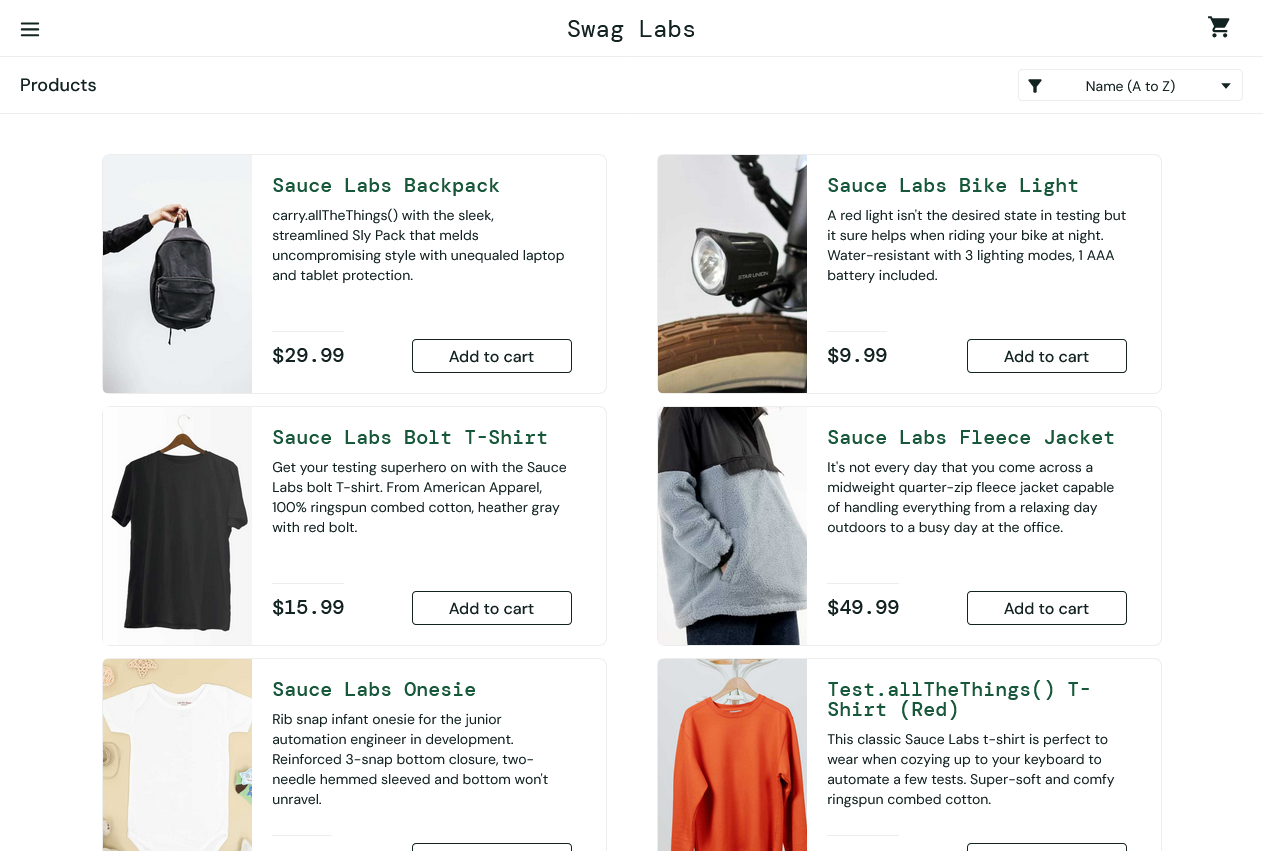 Swag Labs
Products
Name (A to Z)
Sauce Labs Backpack
carry.allTheThings() with the sleek,
streamlined Sly Pack that melds
uncompromising style with unequaled laptop
and tablet protection.
$29.99
Add to cart
Sauce Labs Bike Light
A red light isn't the desired state in testing but
it sure helps when riding your bike at night.
Water-resistant with 3 lighting modes, 1 AAA
battery included.
$9.99
Add to cart
STAR UNION
Sauce Labs Bolt T-Shirt
Get your testing superhero on with the Sauce
Labs bolt T-shirt. From American Apparel,
100% ringspun combed cotton, heather gray
with red bolt.
$15.99
Add to cart
Sauce Labs Fleece Jacket
It's not every day that you come across a
midweight quarter-zip fleece jacket capable
of handling everything from a relaxing day
outdoors to a busy day at the office.
$49.99
Add to cart
Sauce Labs Onesie
Rib snap infant onesie for the junior
automation engineer in development.
Reinforced 3-snap bottom closure, two-
needle hemmed sleeved and bottom won't
unravel.
Test.allTheThings() T-
Shirt (Red)
This classic Sauce Labs t-shirt is perfect to
wear when cozying up to your keyboard to
automate a few tests. Super-soft and comfy
ringspun combed cotton.